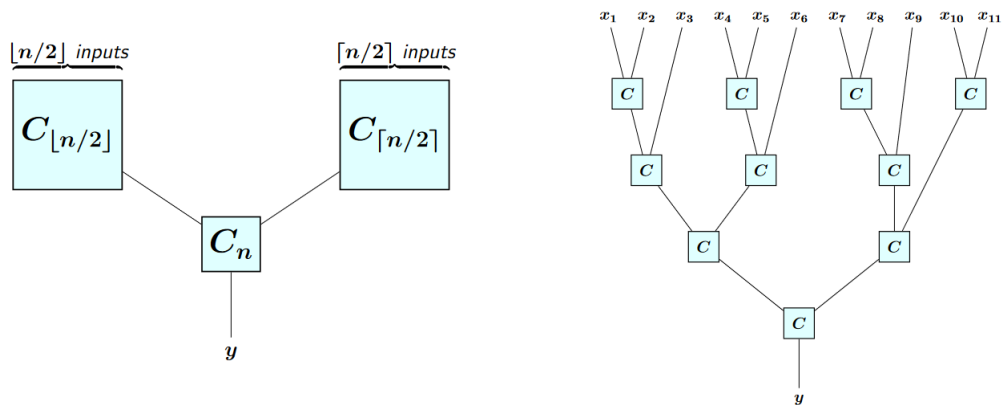 ⌊n/2⌋ inputs
⌈n/2⌉ inputs
C⌊n/2⌋
C⌈n/2⌉
Cₙ
y
x₁ x₂ x₃ x₄ x₅ x₆ x₇ x₈ x₉ x₁₀ x₁₁
C C C C
C C C
C C
C
y